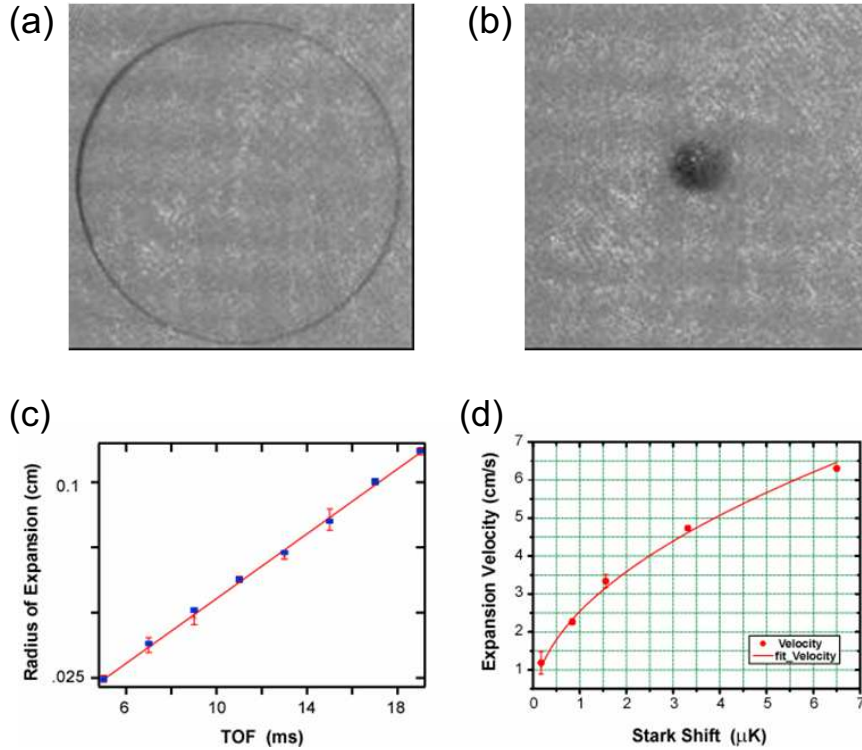 (a)
(b)
(c)
Radius of Expansion (cm)
0.1
.025
6
10
14
18
TOF (ms)
(d)
Expansion Velocity (cm/s)
7
6
5
4
3
2
1
0
1
2
3
4
5
6
7
Velocity
fit_Velocity
Stark Shift (μK)